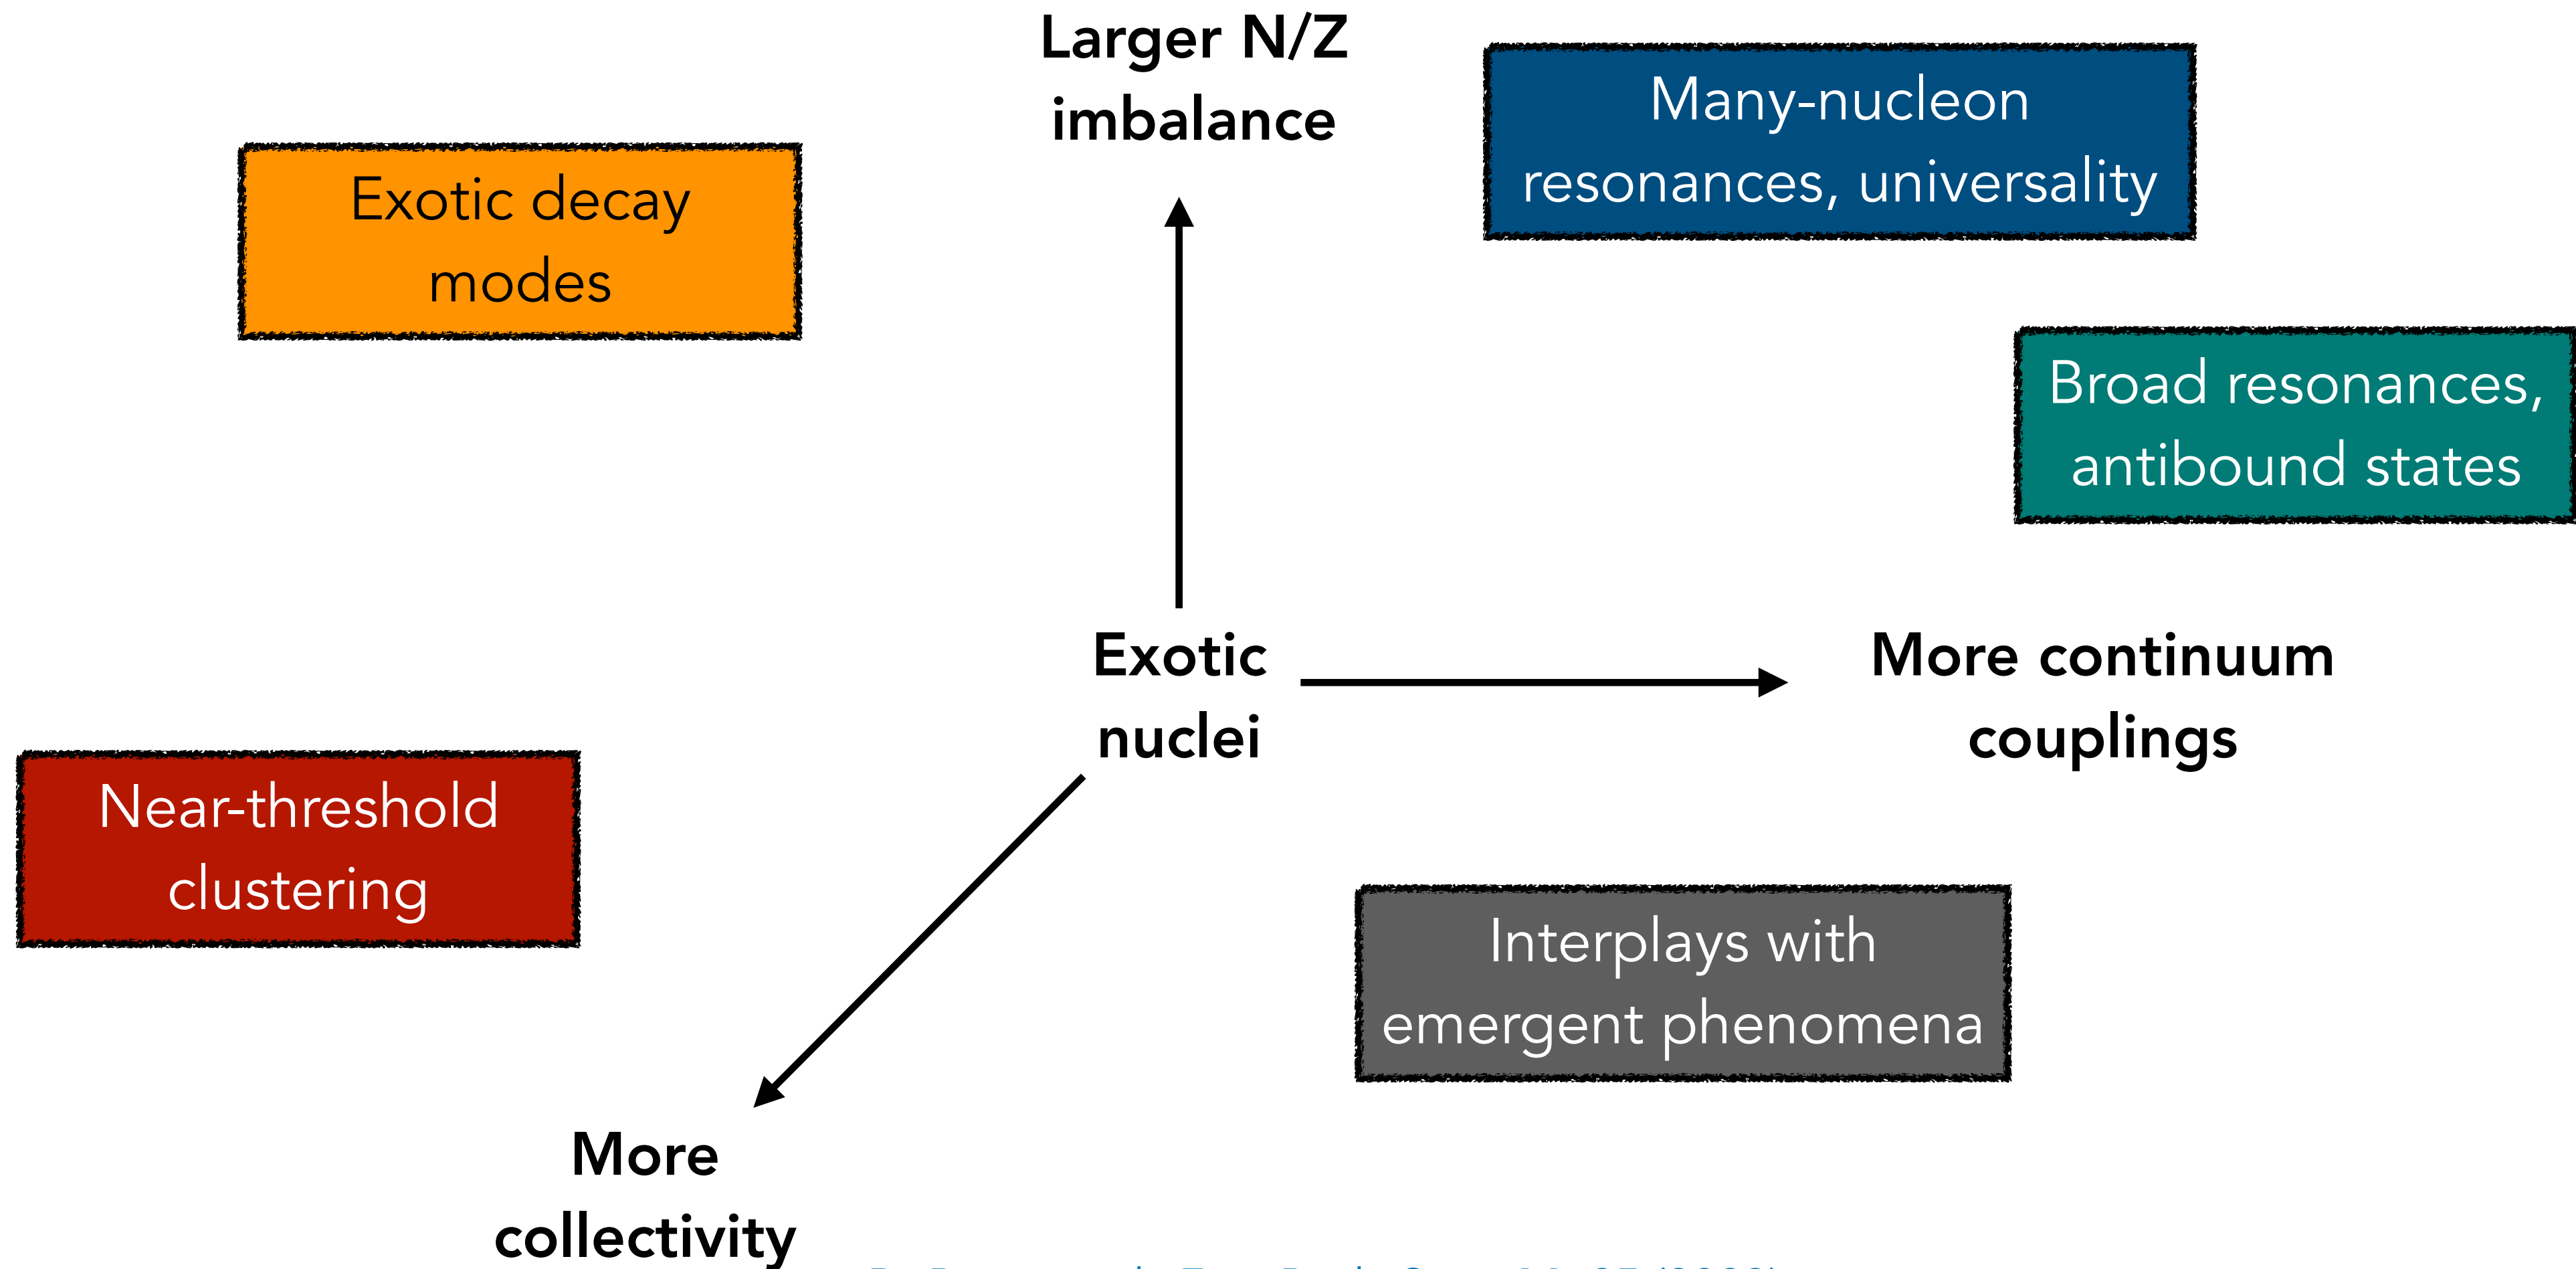 Larger N/Z
imbalance
Many-nucleon
resonances, universality
Exotic decay
modes
Broad resonances,
antibound states
Exotic
nuclei
More continuum
couplings
Near-threshold
clustering
Interplays with
emergent phenomena
More
collectivity